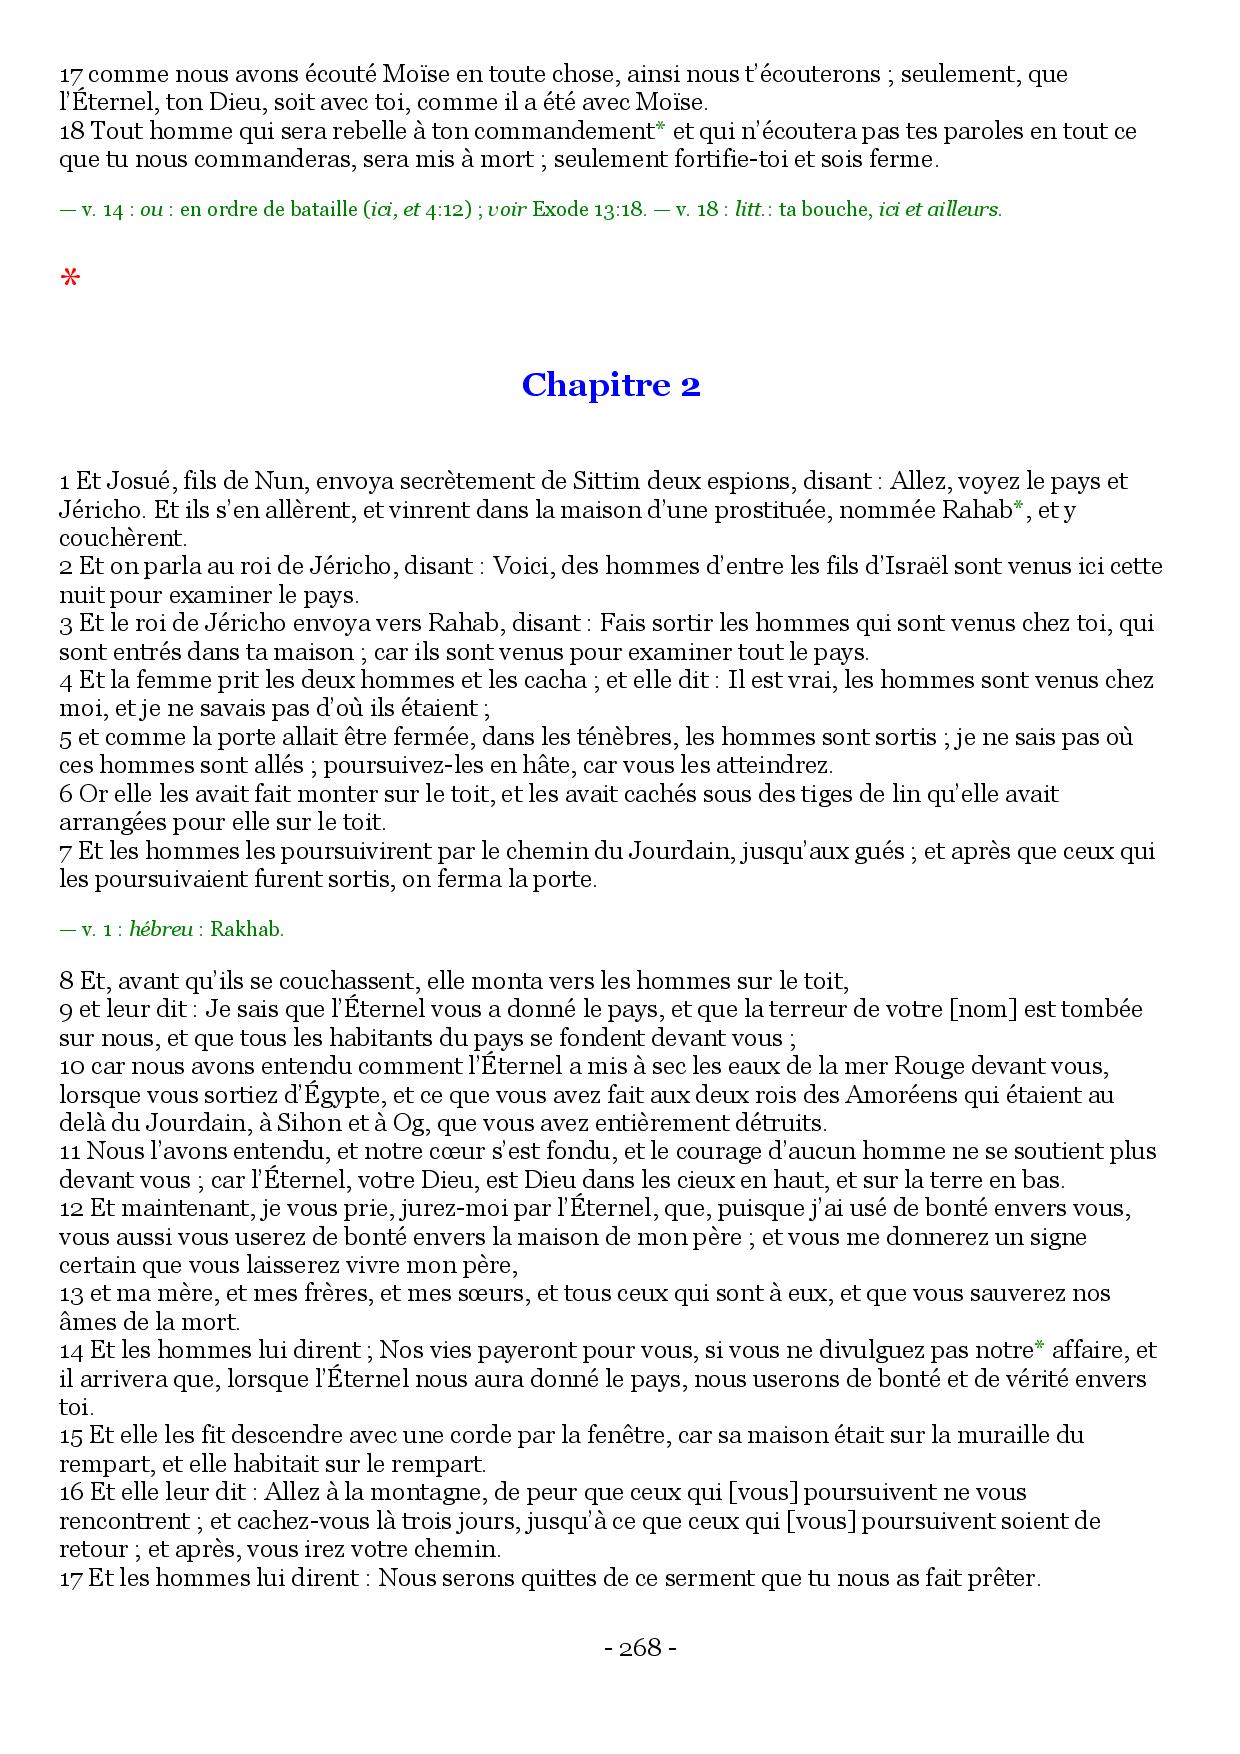 17 comme nous avons écouté Moïse en toute chose, ainsi nous t’écouterons ; seulement, que
l’Éternel, ton Dieu, soit avec toi, comme il a été avec Moïse.
18 Tout homme qui sera rebelle à ton commandement* et qui n’écoutera pas tes paroles en tout ce
que tu nous commanderas, sera mis à mort ; seulement fortifie-toi et sois ferme.
— v. 14 : ou : en ordre de bataille (ici, et 4:12) ; voir Exode 13:18. — v. 18 : litt.: ta bouche, ici et ailleurs.
*
Chapitre 2
1 Et Josué, fils de Nun, envoya secrètement de Sittim deux espions, disant : Allez, voyez le pays et
Jéricho. Et ils s’en allèrent, et vinrent dans la maison d’une prostituée, nommée Rahab*, et y
couchèrent.
2 Et on parla au roi de Jéricho, disant : Voici, des hommes d’entre les fils d’Israël sont venus ici cette
nuit pour examiner le pays.
3 Et le roi de Jéricho envoya vers Rahab, disant : Fais sortir les hommes qui sont venus chez toi, qui
sont entrés dans ta maison ; car ils sont venus pour examiner tout le pays.
4 Et la femme prit les deux hommes et les cacha ; et elle dit : Il est vrai, les hommes sont venus chez
moi, et je ne savais pas d’où ils étaient ;
5 et comme la porte allait être fermée, dans les ténèbres, les hommes sont sortis ; je ne sais pas où
ces hommes sont allés ; poursuivez-les en hâte, car vous les atteindrez.
6 Or elle les avait fait monter sur le toit, et les avait cachés sous des tiges de lin qu’elle avait
arrangées pour elle sur le toit.
7 Et les hommes les poursuivirent par le chemin du Jourdain, jusqu’aux gués ; et après que ceux qui
les poursuivaient furent sortis, on ferma la porte.
— v. 1 : hébreu : Rakhab.
8 Et, avant qu’ils se couchassent, elle monta vers les hommes sur le toit,
9 et leur dit : Je sais que l’Éternel vous a donné le pays, et que la terreur de votre [nom] est tombée
sur nous, et que tous les habitants du pays se fondent devant vous ;
10 car nous avons entendu comment l’Éternel a mis à sec les eaux de la mer Rouge devant vous,
lorsque vous sortiez d’Égypte, et ce que vous avez fait aux deux rois des Amoréens qui étaient au
delà du Jourdain, à Sihon et à Og, que vous avez entièrement détruits.
11 Nous l’avons entendu, et notre cœur s’est fondu, et le courage d’aucun homme ne se soutient plus
devant vous ; car l’Éternel, votre Dieu, est Dieu dans les cieux en haut, et sur la terre en bas.
12 Et maintenant, je vous prie, jurez-moi par l’Éternel, que, puisque j’ai usé de bonté envers vous,
vous aussi vous userez de bonté envers la maison de mon père ; et vous me donnerez un signe
certain que vous laisserez vivre mon père,
13 et ma mère, et mes frères, et mes sœurs, et tous ceux qui sont à eux, et que vous sauverez nos
âmes de la mort.
14 Et les hommes lui dirent ; Nos vies payeront pour vous, si vous ne divulguez pas notre* affaire, et
il arrivera que, lorsque l’Éternel nous aura donné le pays, nous userons de bonté et de vérité envers
toi.
15 Et elle les fit descendre avec une corde par la fenêtre, car sa maison était sur la muraille du
rempart, et elle habitait sur le rempart.
16 Et elle leur dit : Allez à la montagne, de peur que ceux qui [vous] poursuivent ne vous
rencontrent ; et cachez-vous là trois jours, jusqu’à ce que ceux qui [vous] poursuivent soient de
retour ; et après, vous irez votre chemin.
17 Et les hommes lui dirent : Nous serons quittes de ce serment que tu nous as fait prêter.
- 268 -